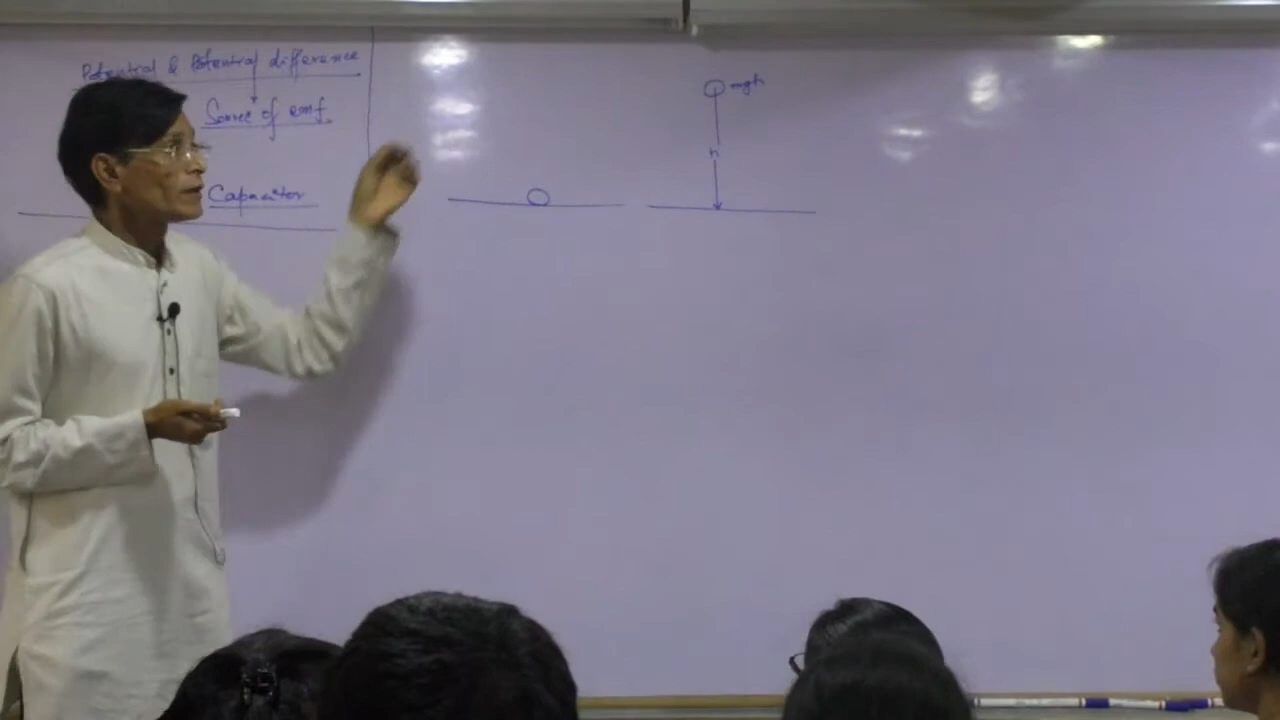 Potential & Potential difference
Source of emf
Capacitor
mgh
h